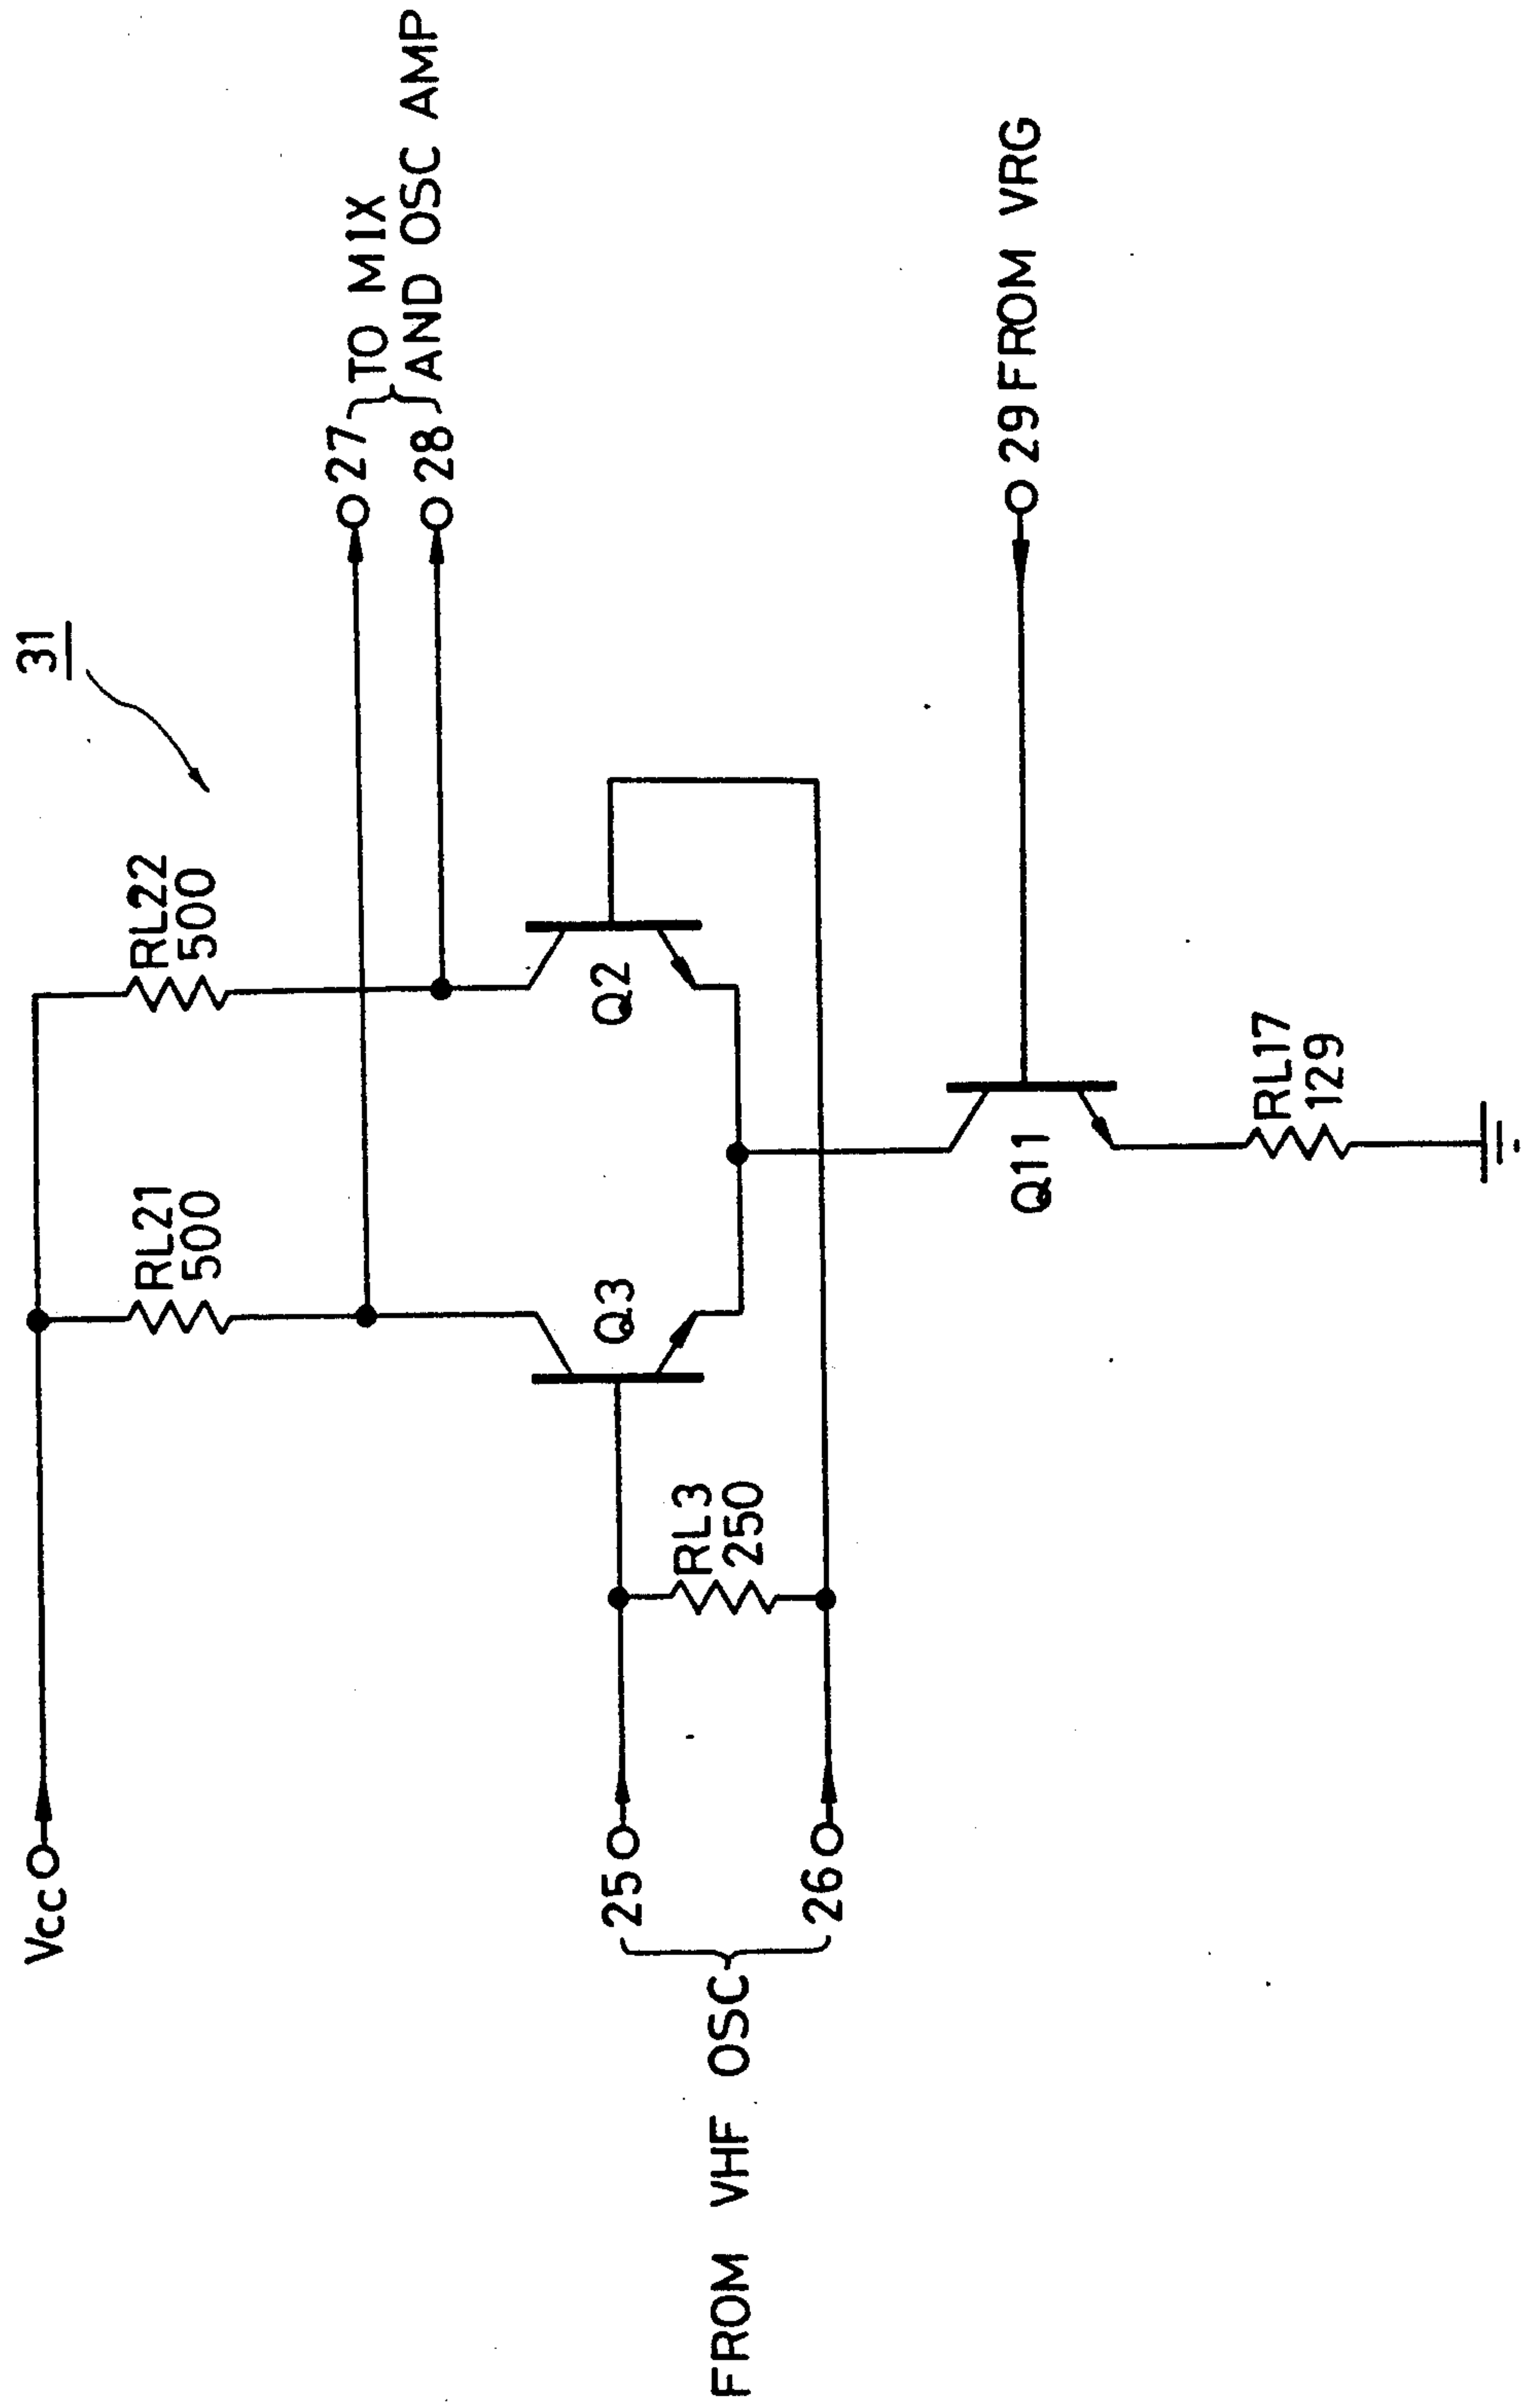 31
Vcc
RL21
500
RL22
500
27
TO MIX
28
AND OSC AMP
Q3
Q2
25
FROM VHF OSC
26
RL3
250
Q11
29 FROM VRG
RL17
129